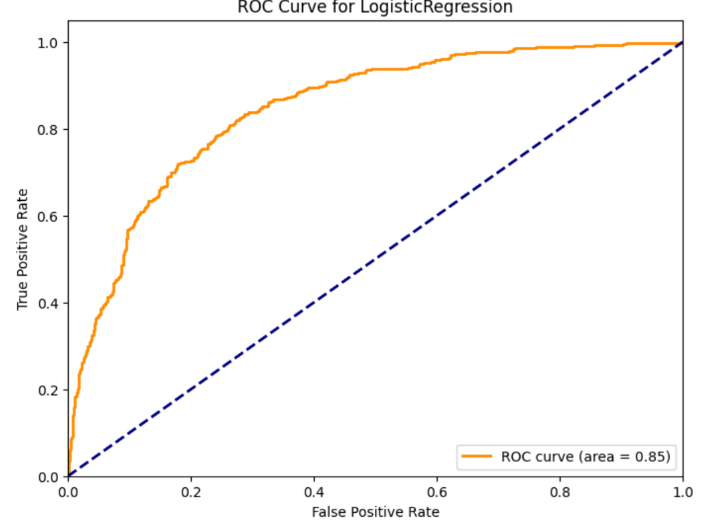 ROC Curve for LogisticRegression
1.0
0.8
0.6
0.4
0.2
0.0
True Positive Rate
ROC curve (area = 0.85)
0.0 0.2 0.4 0.6 0.8 1.0
False Positive Rate